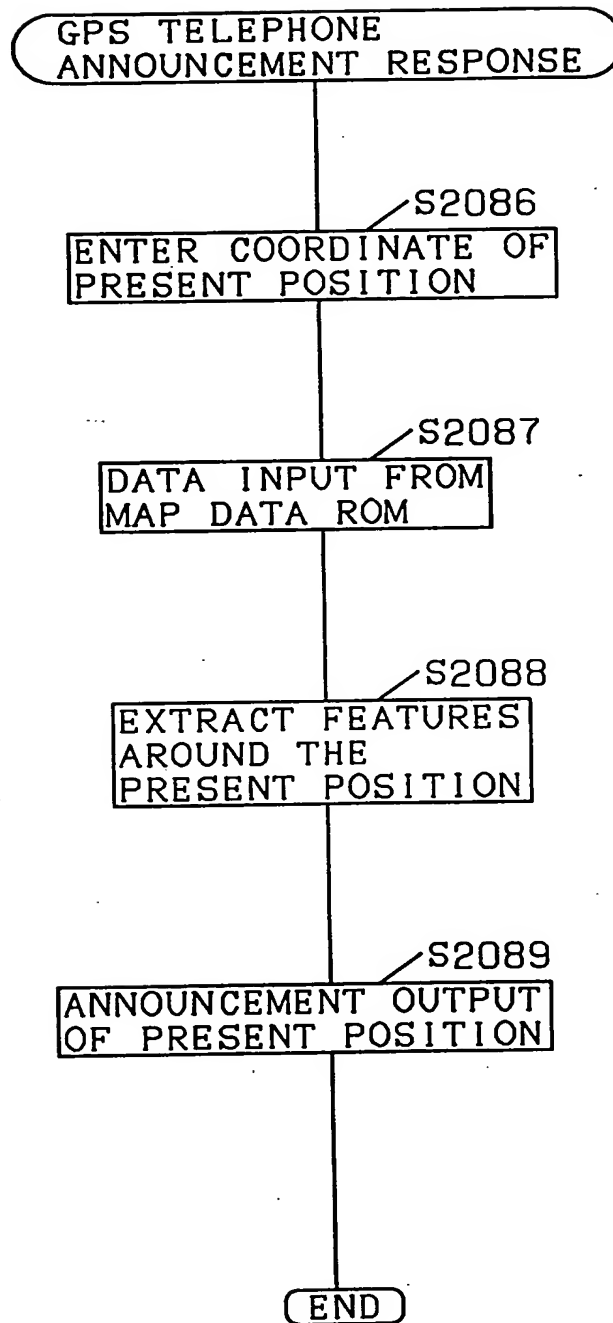 GPS TELEPHONE
ANNOUNCEMENT RESPONSE
S2086
ENTER COORDINATE OF
PRESENT POSITION
S2087
DATA INPUT FROM
MAP DATA ROM
S2088
EXTRACT FEATURES
AROUND THE
PRESENT POSITION
S2089
ANNOUNCEMENT OUTPUT
OF PRESENT POSITION
END